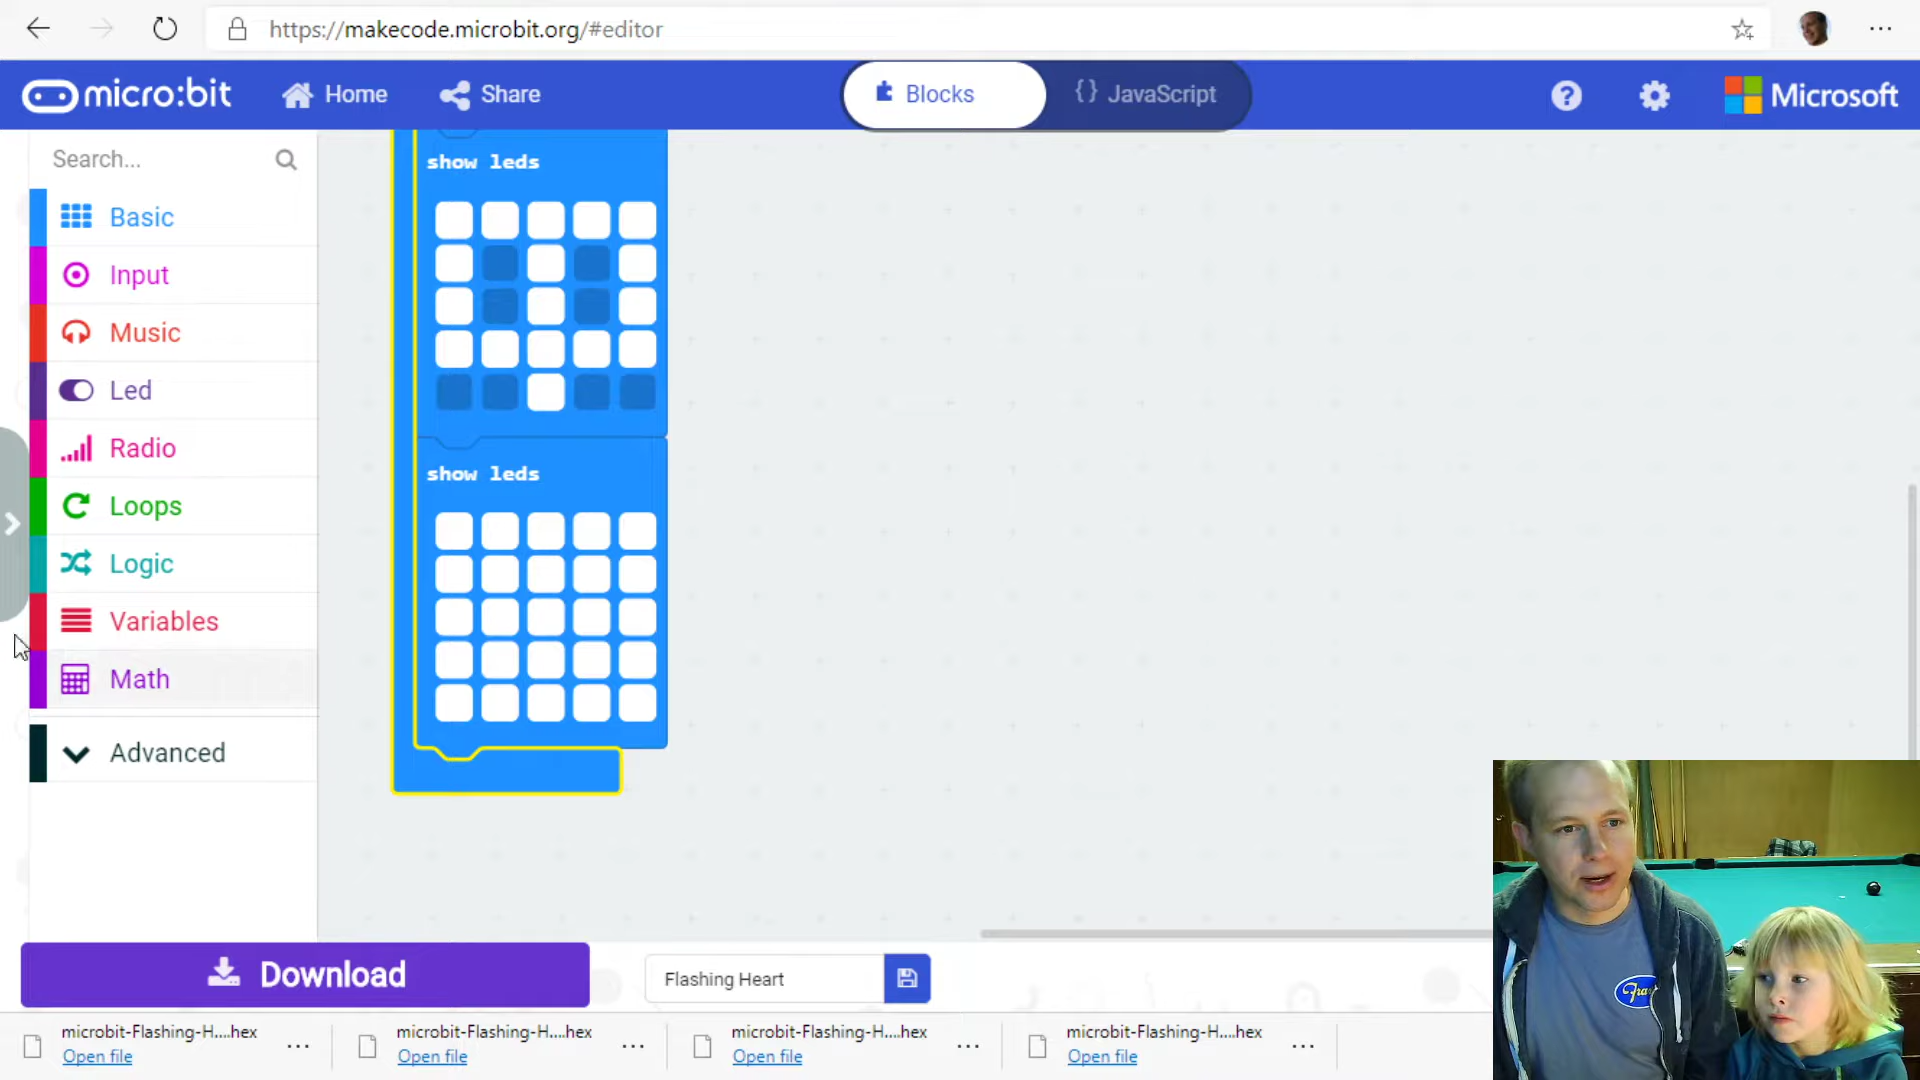 https://makecode.microbit.org/#editor
micro:bit
Home
Share
Blocks
{} JavaScript
?
Microsoft
Search...
Basic
Input
Music
Led
Radio
Loops
Logic
Variables
Math
Advanced
show leds
show leds
Download
Flashing Heart
microbit-Flashing-H....hex
Open file
microbit-Flashing-H....hex
Open file
microbit-Flashing-H....hex
Open file
microbit-Flashing-H....hex
Open file